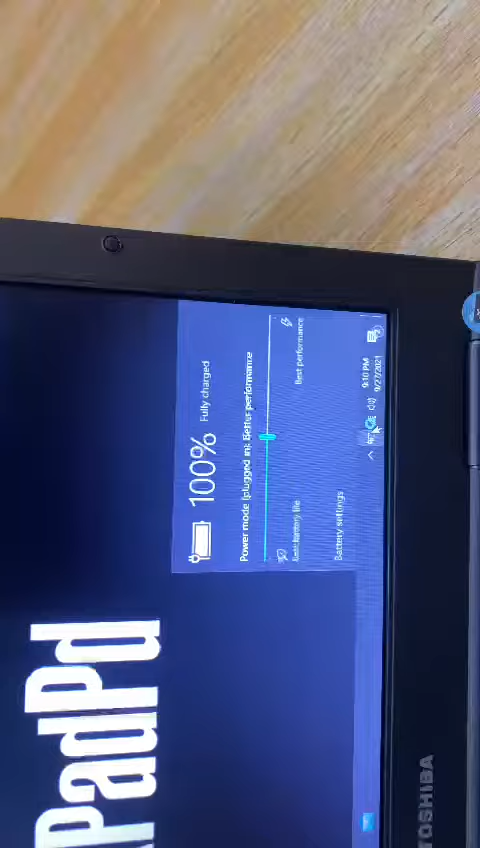 100% Fully charged
Power mode (plugged in): Better performance
Best battery life
Best performance
Battery settings
9:10 PM
9/27/2021
PadPd
TOSHIBA